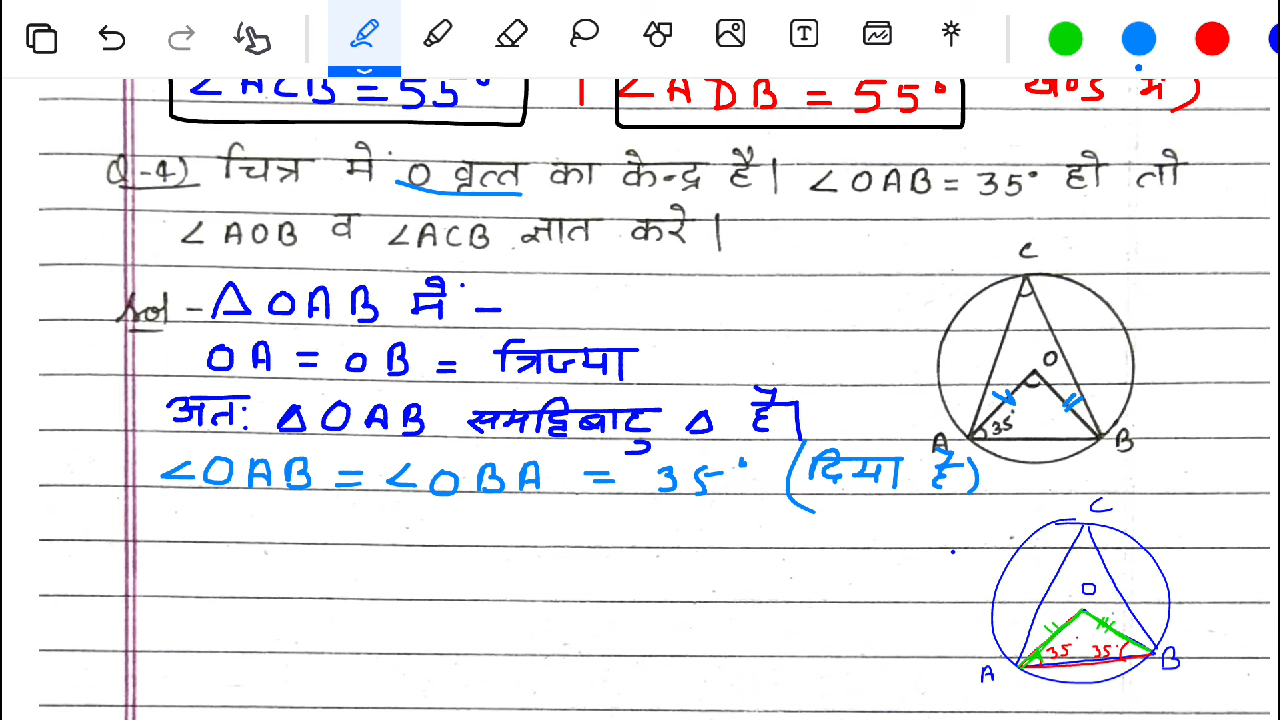 ∠ACB = 55° | ∠ADB = 55° खण्ड में)
Q-4) चित्र में O वृत्त का केन्द्र है। ∠OAB = 35° हो तो
∠AOB व ∠ACB ज्ञात करे।
Sol - △OAB में -
OA = OB = त्रिज्या
अतः △OAB समद्विबाहु △ है।
∠OAB = ∠OBA = 35° (दिया है)
C
O
35°
A
B
C
O
35° 35°
A
B